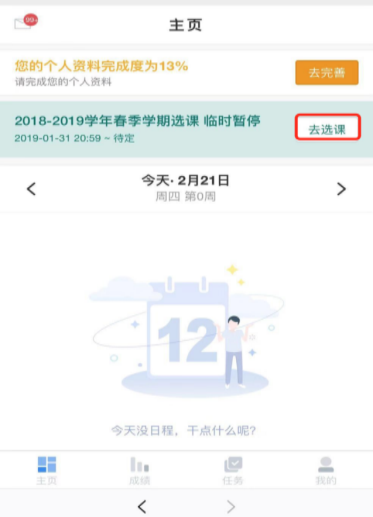 99+
主页
您的个人资料完成度为13%
请完成您的个人资料
去完善
2018-2019学年春季学期选课 临时暂停
2019-01-31 20:59 ~ 待定
去选课
今天· 2月21日
周四 第0周
12
今天没日程，干点什么呢?
主页
成绩
任务
我的